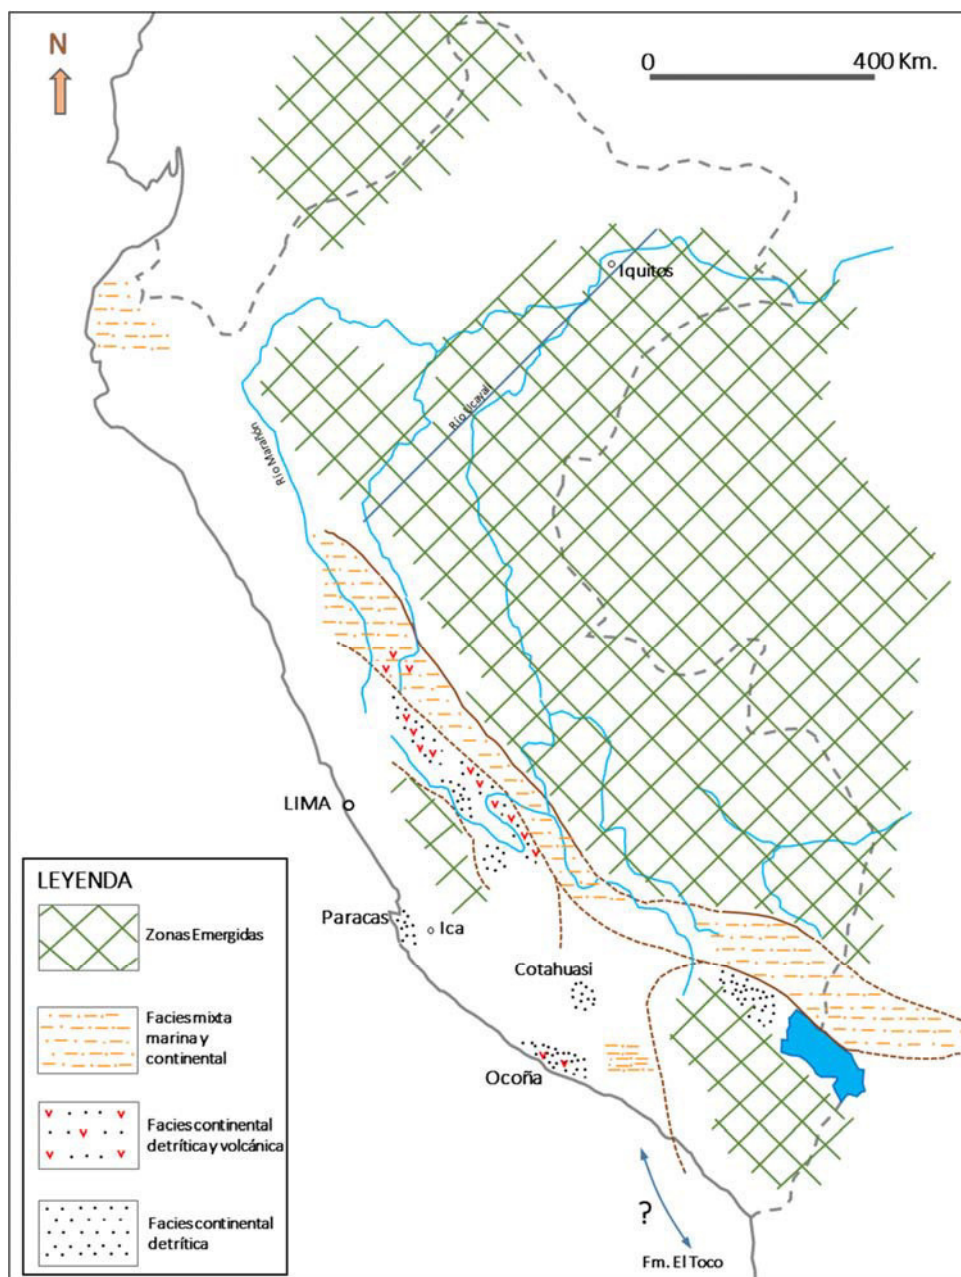 N
0 400 Km.
Iquitos
Río Ucayal
Río Marañón
LIMA
Paracas
Ica
Cotahuasi
Ocoña
?
Fm. El Toco
LEYENDA
Zonas Emergidas
Facies mixta
marina y
continental
Facies continental
detrítica y volcánica
Facies continental
detrítica